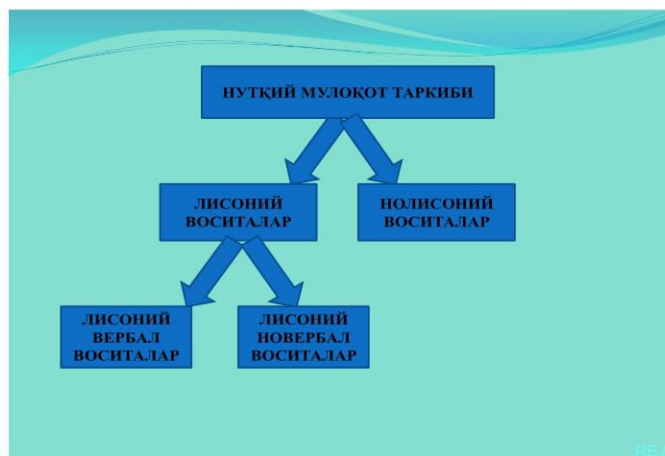 НУТҚИЙ МУЛОҚОТ ТАРКИБИ
ЛИСОНИЙ
ВОСИТАЛАР
НОЛИСОНИЙ
ВОСИТАЛАР
ЛИСОНИЙ
ВЕРБАЛ
ВОСИТАЛАР
ЛИСОНИЙ
НОВЕРБАЛ
ВОСИТАЛАР